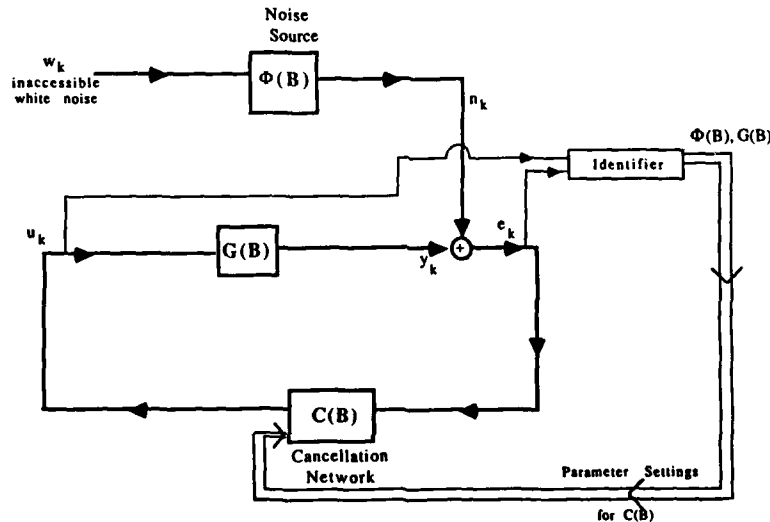 Noise
Source
w_k
inaccessible
white noise
Φ(B)
n_k
Φ(B), G(B)
Identifier
u_k
G(B)
y_k
+
e_k
C(B)
Cancellation
Network
Parameter Settings
for C(B)